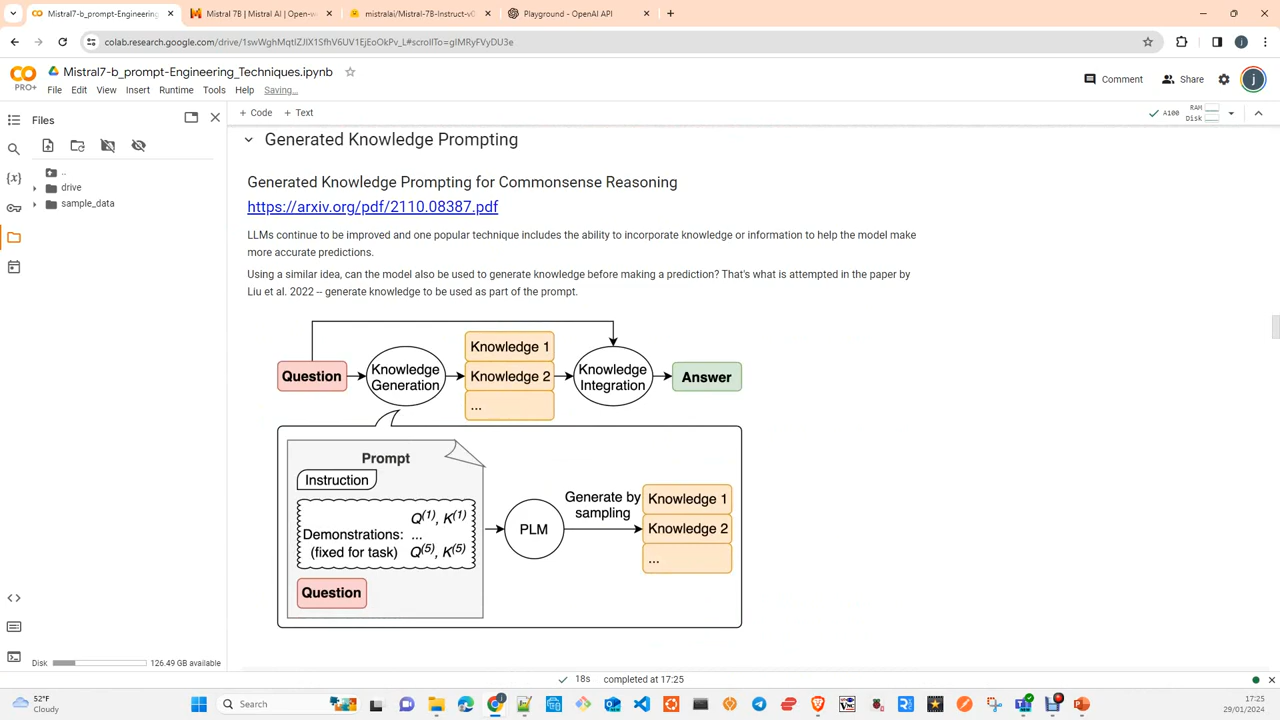 Mistral7-b_prompt-Engineering_
Mistral 7B | Mistral AI | Open-w
mistralai/Mistral-7B-Instruct-v0
Playground - OpenAI API
colab.research.google.com/drive/1swWghMqtlZJlX1SfhV6UV1EjEoOkPv_L#scrollTo=gIMRyFVyDU3e
j
Mistral7-b_prompt-Engineering_Techniques.ipynb
PRO+
File Edit View Insert Runtime Tools Help Saving...
Comment
Share
j
Files
+ Code + Text
RAM
Disk
A100
..
drive
sample_data
{x}
Generated Knowledge Prompting
Generated Knowledge Prompting for Commonsense Reasoning
https://arxiv.org/pdf/2110.08387.pdf
LLMs continue to be improved and one popular technique includes the ability to incorporate knowledge or information to help the model make
more accurate predictions.
Using a similar idea, can the model also be used to generate knowledge before making a prediction? That's what is attempted in the paper by
Liu et al. 2022 -- generate knowledge to be used as part of the prompt.
Question
Knowledge
Generation
Knowledge 1
Knowledge 2
...
Knowledge
Integration
Answer
Prompt
Instruction
Q(1), K(1)
Demonstrations: ...
(fixed for task) Q(5), K(5)
Question
PLM
Generate by
sampling
Knowledge 1
Knowledge 2
...
Disk
126.49 GB available
18s completed at 17:25
52°F
Cloudy
Search
17:25
29/01/2024